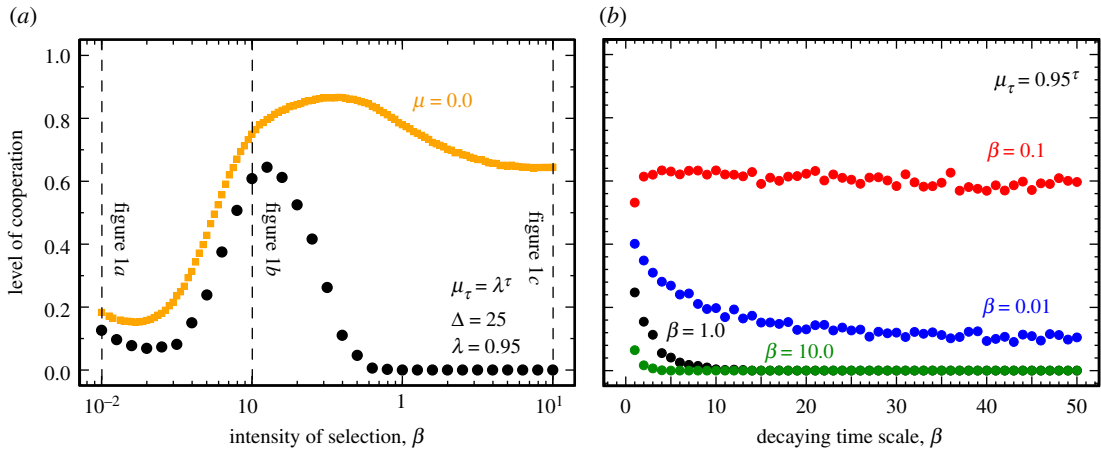 (a)
(b)
1.0
0.8
0.6
0.4
0.2
0.0
level of cooperation
μ = 0.0
figure 1a
figure 1b
figure 1c
μτ = λ^τ
Δ = 25
λ = 0.95
10⁻²
10
1
10¹
intensity of selection, β
μτ = 0.95^τ
β = 0.1
β = 0.01
β = 1.0
β = 10.0
0
10
20
30
40
50
decaying time scale, β